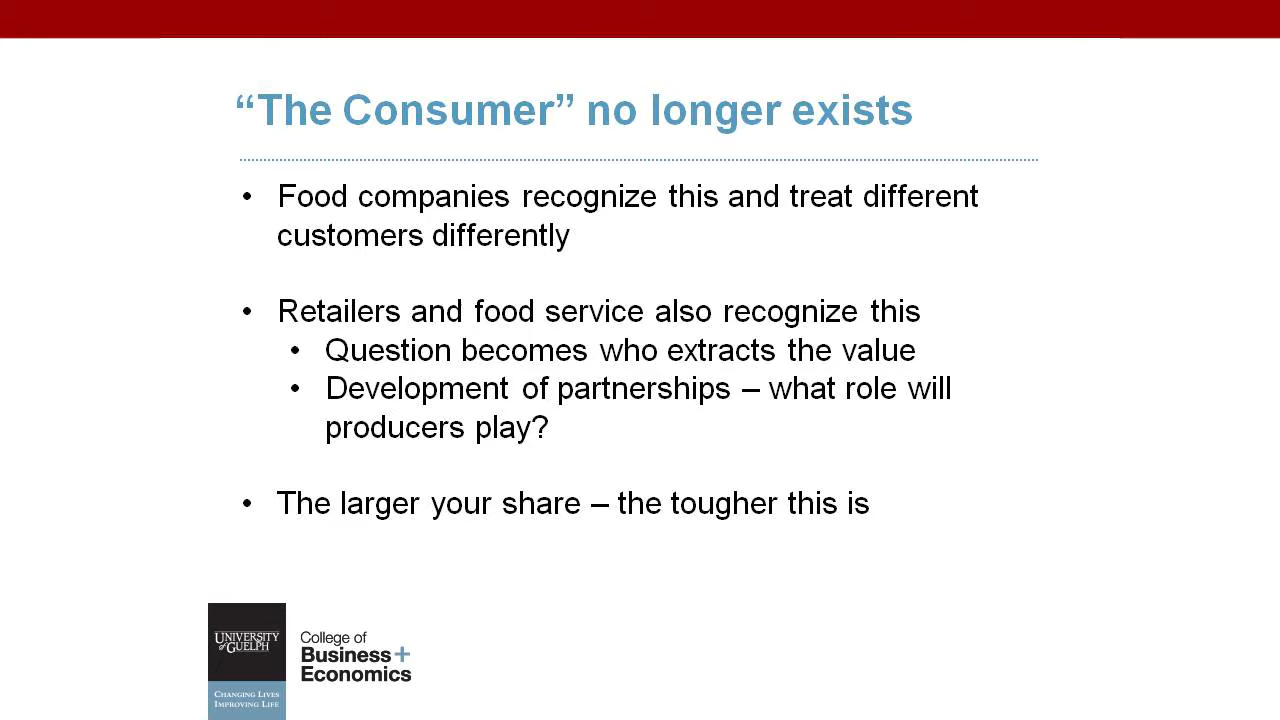 “The Consumer” no longer exists
• Food companies recognize this and treat different
customers differently
• Retailers and food service also recognize this
• Question becomes who extracts the value
• Development of partnerships – what role will
producers play?
• The larger your share – the tougher this is
UNIVERSITY
of GUELPH
CHANGING LIVES
IMPROVING LIFE
College of
Business+
Economics